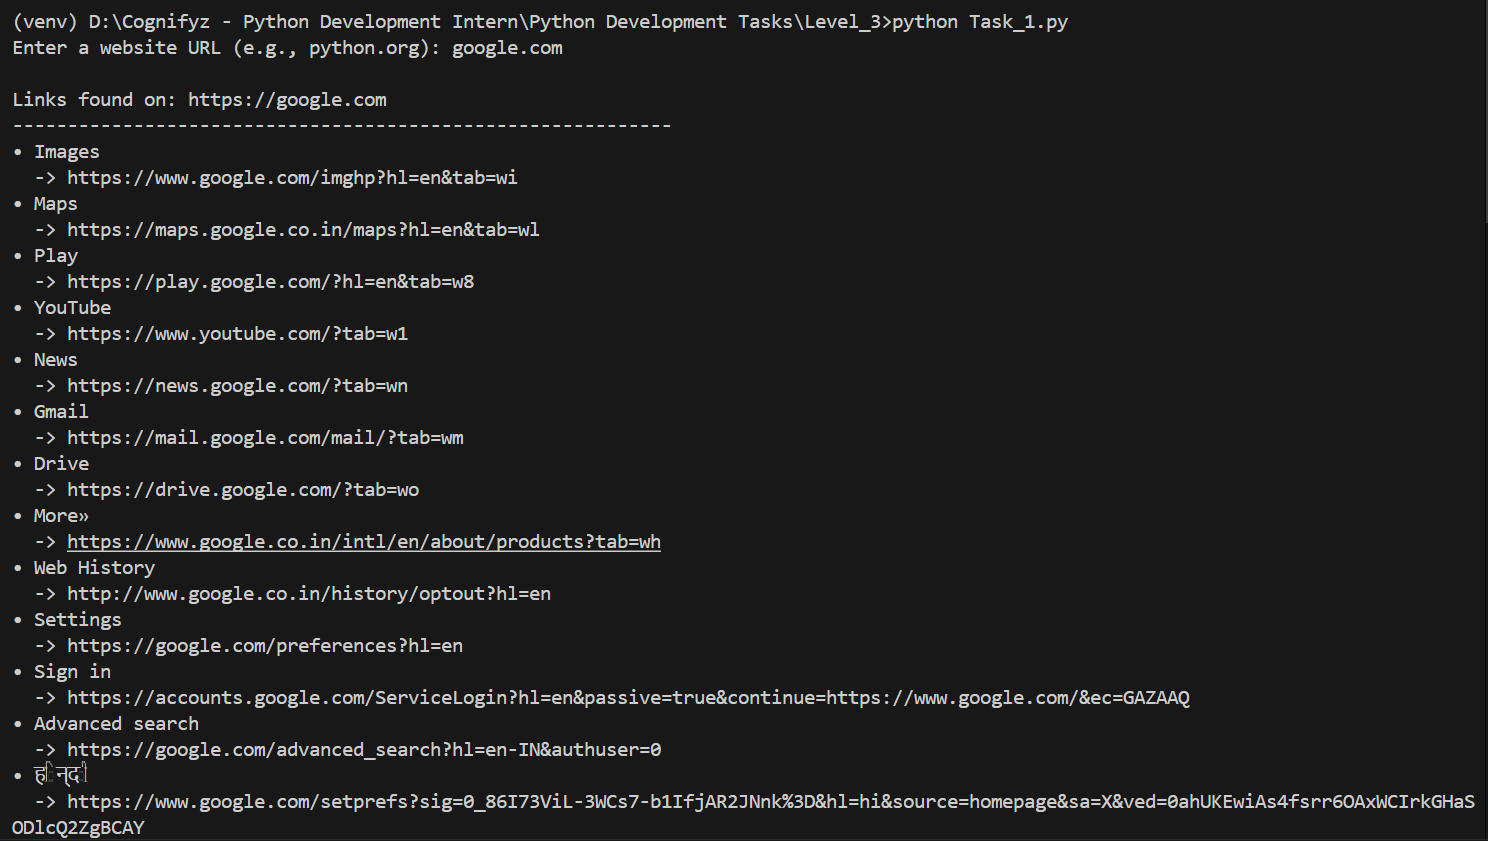 (venv) D:\Cognifyz - Python Development Intern\Python Development Tasks\Level_3>python Task_1.py
Enter a website URL (e.g., python.org): google.com
Links found on: https://google.com
------------------------------------------------------------
• Images
-> https://www.google.com/imghp?hl=en&tab=wi
• Maps
-> https://maps.google.co.in/maps?hl=en&tab=wl
• Play
-> https://play.google.com/?hl=en&tab=w8
• YouTube
-> https://www.youtube.com/?tab=w1
• News
-> https://news.google.com/?tab=wn
• Gmail
-> https://mail.google.com/mail/?tab=wm
• Drive
-> https://drive.google.com/?tab=wo
• More»
-> https://www.google.co.in/intl/en/about/products?tab=wh
• Web History
-> http://www.google.co.in/history/optout?hl=en
• Settings
-> https://google.com/preferences?hl=en
• Sign in
-> https://accounts.google.com/ServiceLogin?hl=en&passive=true&continue=https://www.google.com/&ec=GAZAAQ
• Advanced search
-> https://google.com/advanced_search?hl=en-IN&authuser=0
• हिन्दी
-> https://www.google.com/setprefs?sig=0_86I73ViL-3WCs7-b1IfjAR2JNnk%3D&hl=hi&source=homepage&sa=X&ved=0ahUKEwiAs4fsrr6OAxWCIrkGHaS
ODlcQ2ZgBCAY